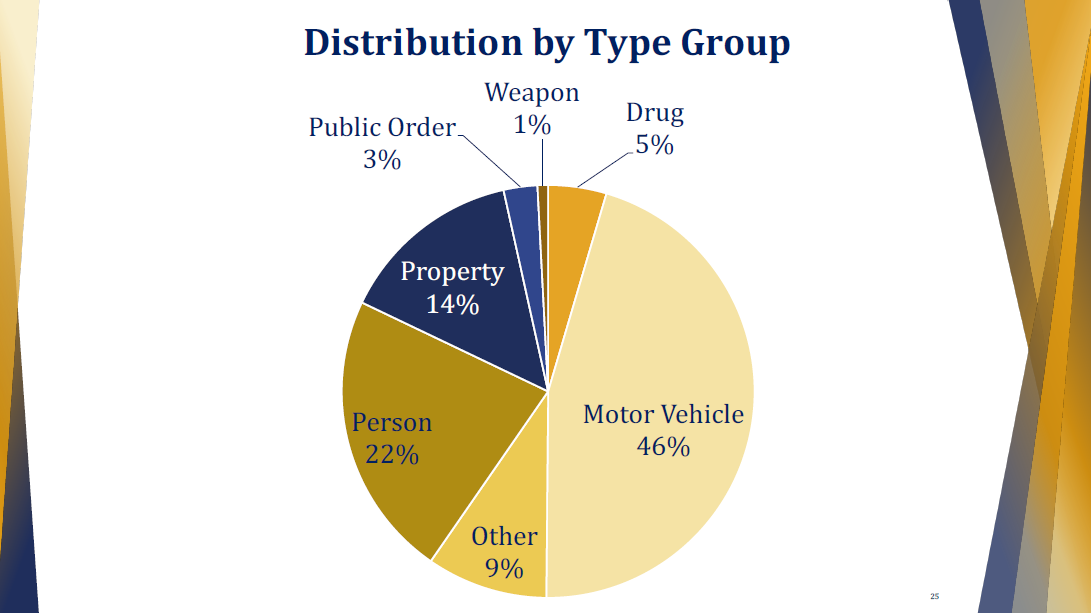 Distribution by Type Group
Weapon
1%
Drug
5%
Public Order
3%
Property
14%
Motor Vehicle
46%
Person
22%
Other
9%
25